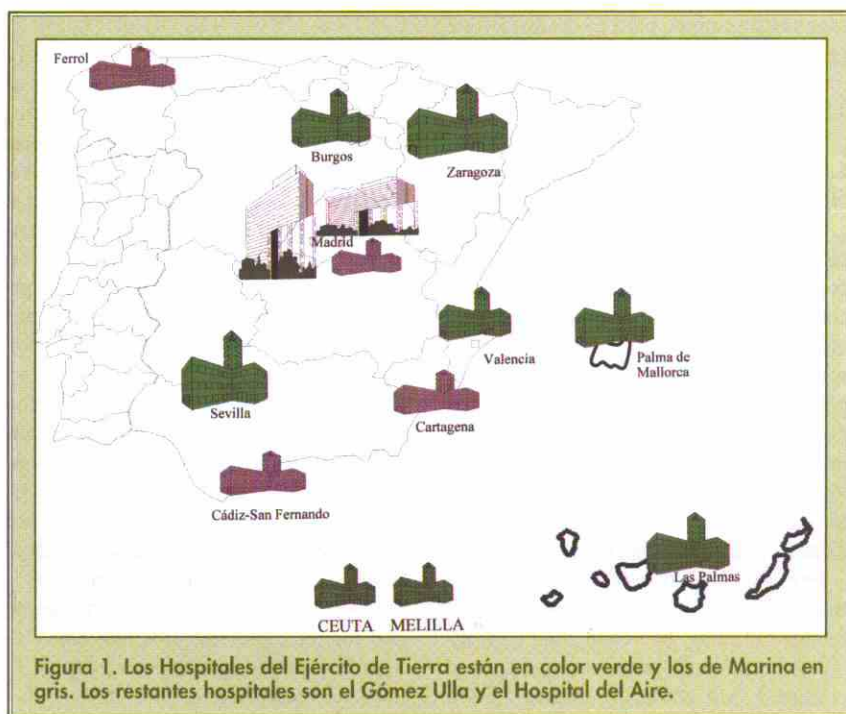 Ferrol
Burgos
Zaragoza
Madrid
Valencia
Palma de
Mallorca
Sevilla
Cartagena
Cádiz-San Fernando
Las Palmas
CEUTA MELILLA
Figura 1. Los Hospitales del Ejército de Tierra están en color verde y los de Marina en
gris. Los restantes hospitales son el Gómez Ulla y el Hospital del Aire.